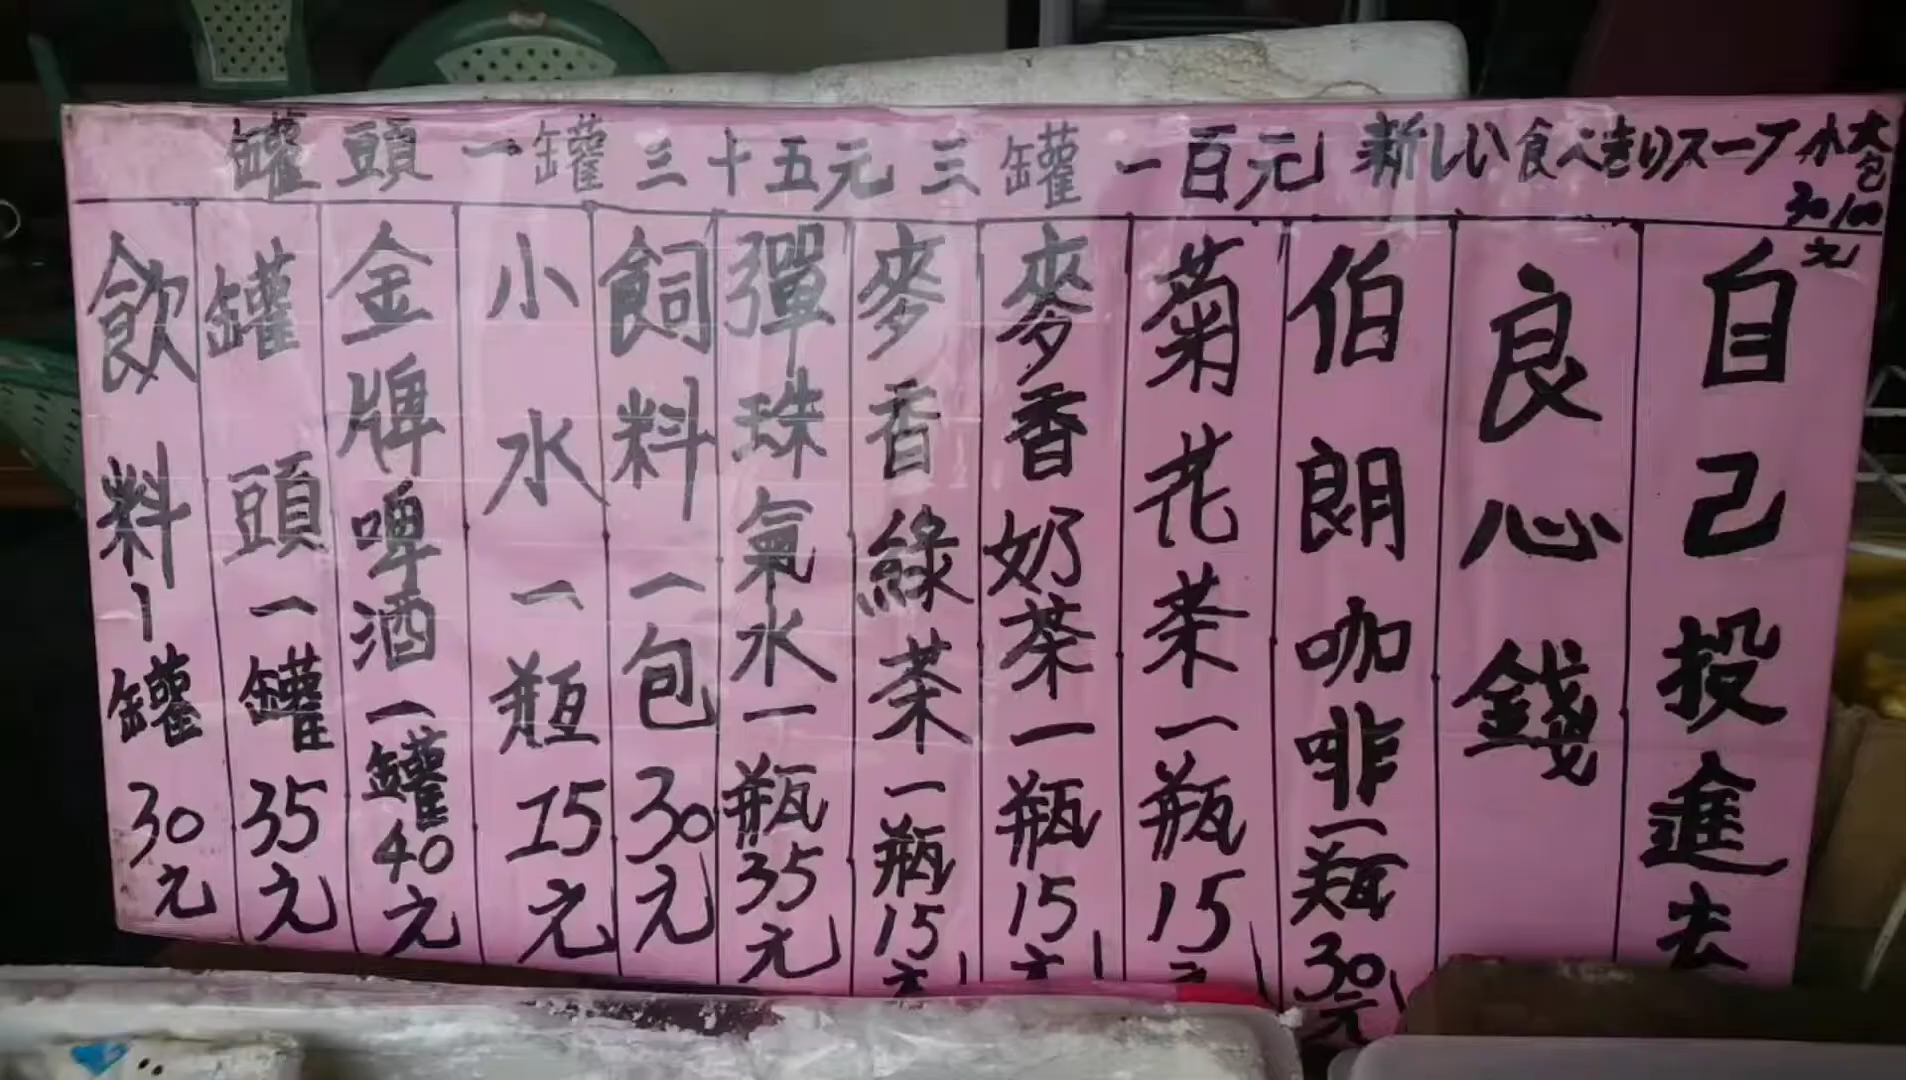 罐頭一罐三十五元三罐一百元 新しい食べきりスープ
30 100
元
自己投進去
良心錢
伯朗咖啡一瓶30元
菊花茶一瓶15元
麥香奶茶一瓶15元
麥香綠茶一瓶15元
彈珠氣水一瓶35元
飼料一包30元
小水一瓶15元
金牌啤酒一罐40元
罐頭一罐35元
飲料1罐30元